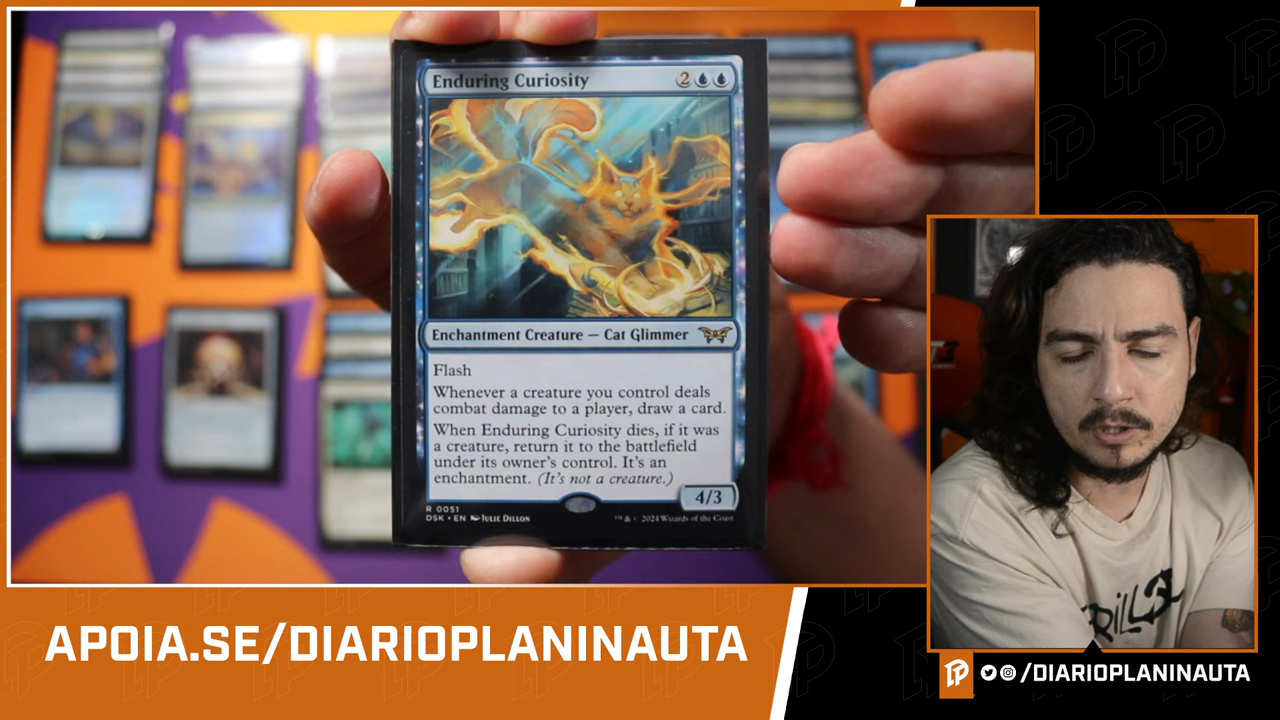 Enduring Curiosity 2
Enchantment Creature — Cat Glimmer
Flash
Whenever a creature you control deals
combat damage to a player, draw a card.
When Enduring Curiosity dies, if it was
a creature, return it to the battlefield
under its owner's control. It's an
enchantment. (It's not a creature.)
4/3
R 0051
DSK • EN JULIE DILLON
™ & © 2024 Wizards of the Coast
APOIA.SE/DIARIOPLANINAUTA
/DIARIOPLANINAUTA